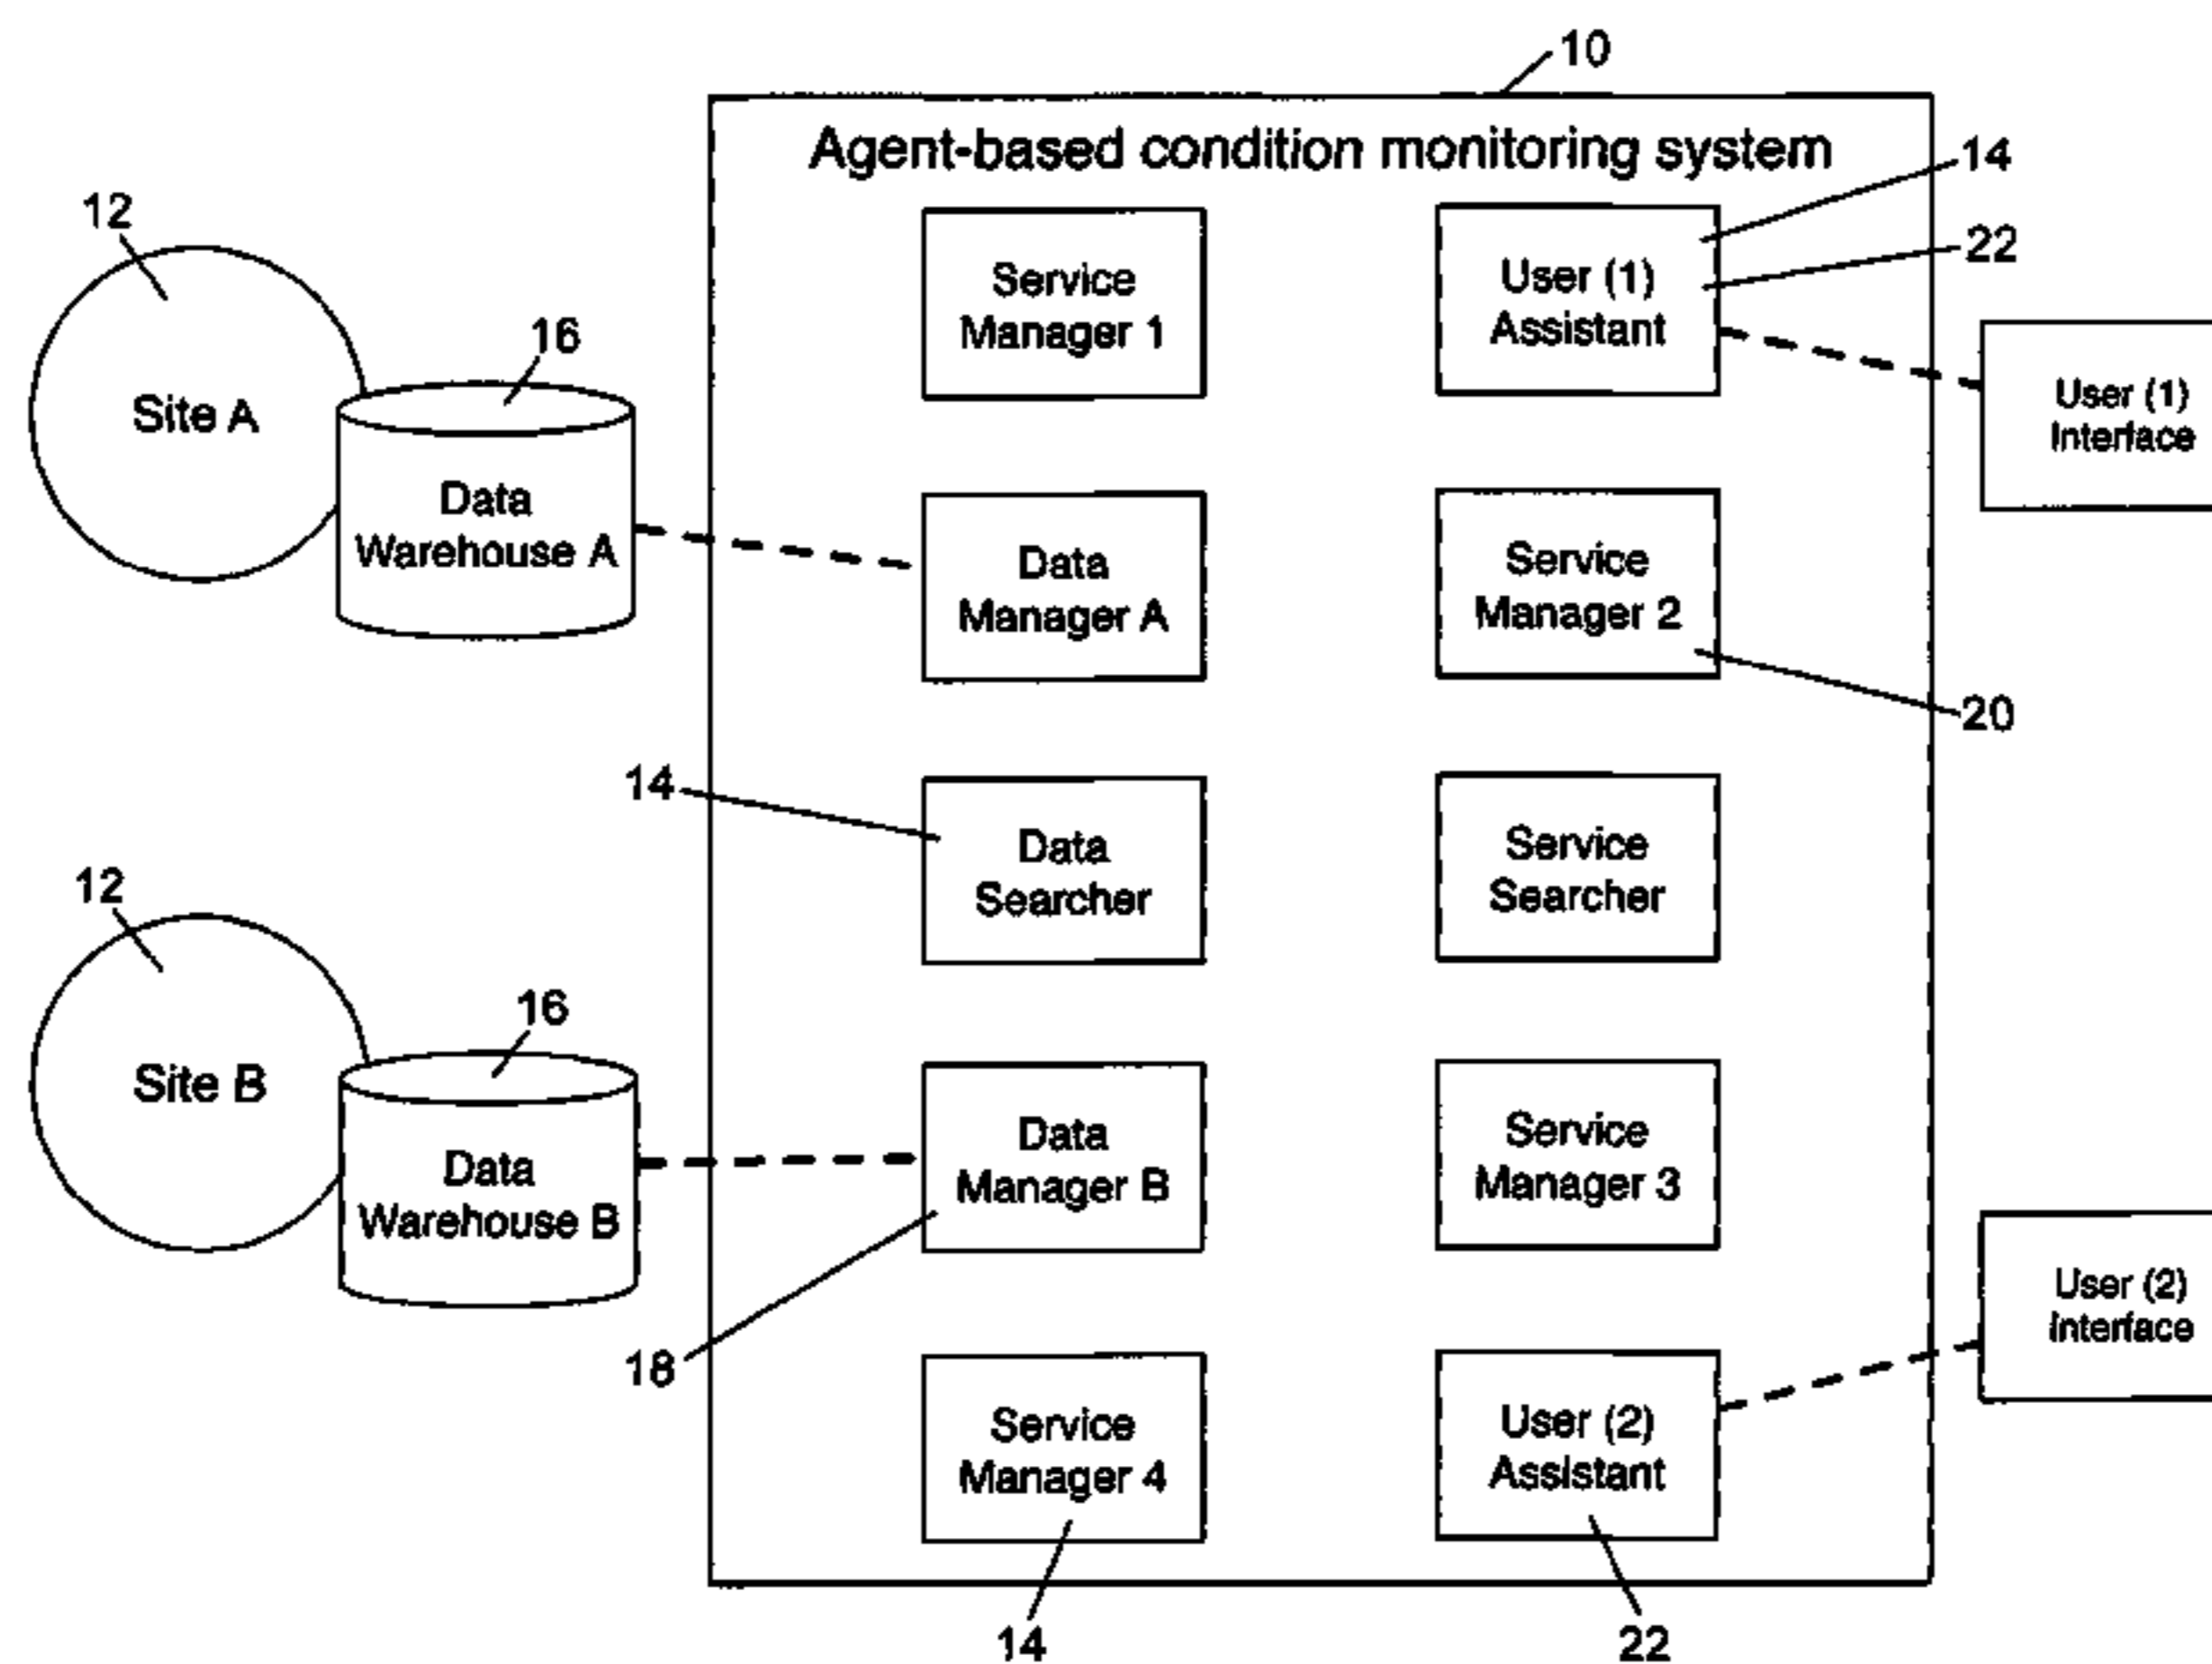 10
Agent-based condition monitoring system
14
12
22
Service
Manager 1
User (1)
Assistant
16
Site A
User (1)
Interface
Data
Warehouse A
Data
Manager A
Service
Manager 2
20
14
Data
Searcher
Service
Searcher
12
16
Site B
Data
Warehouse B
Data
Manager B
Service
Manager 3
User (2)
Interface
18
Service
Manager 4
User (2)
Assistant
14
22